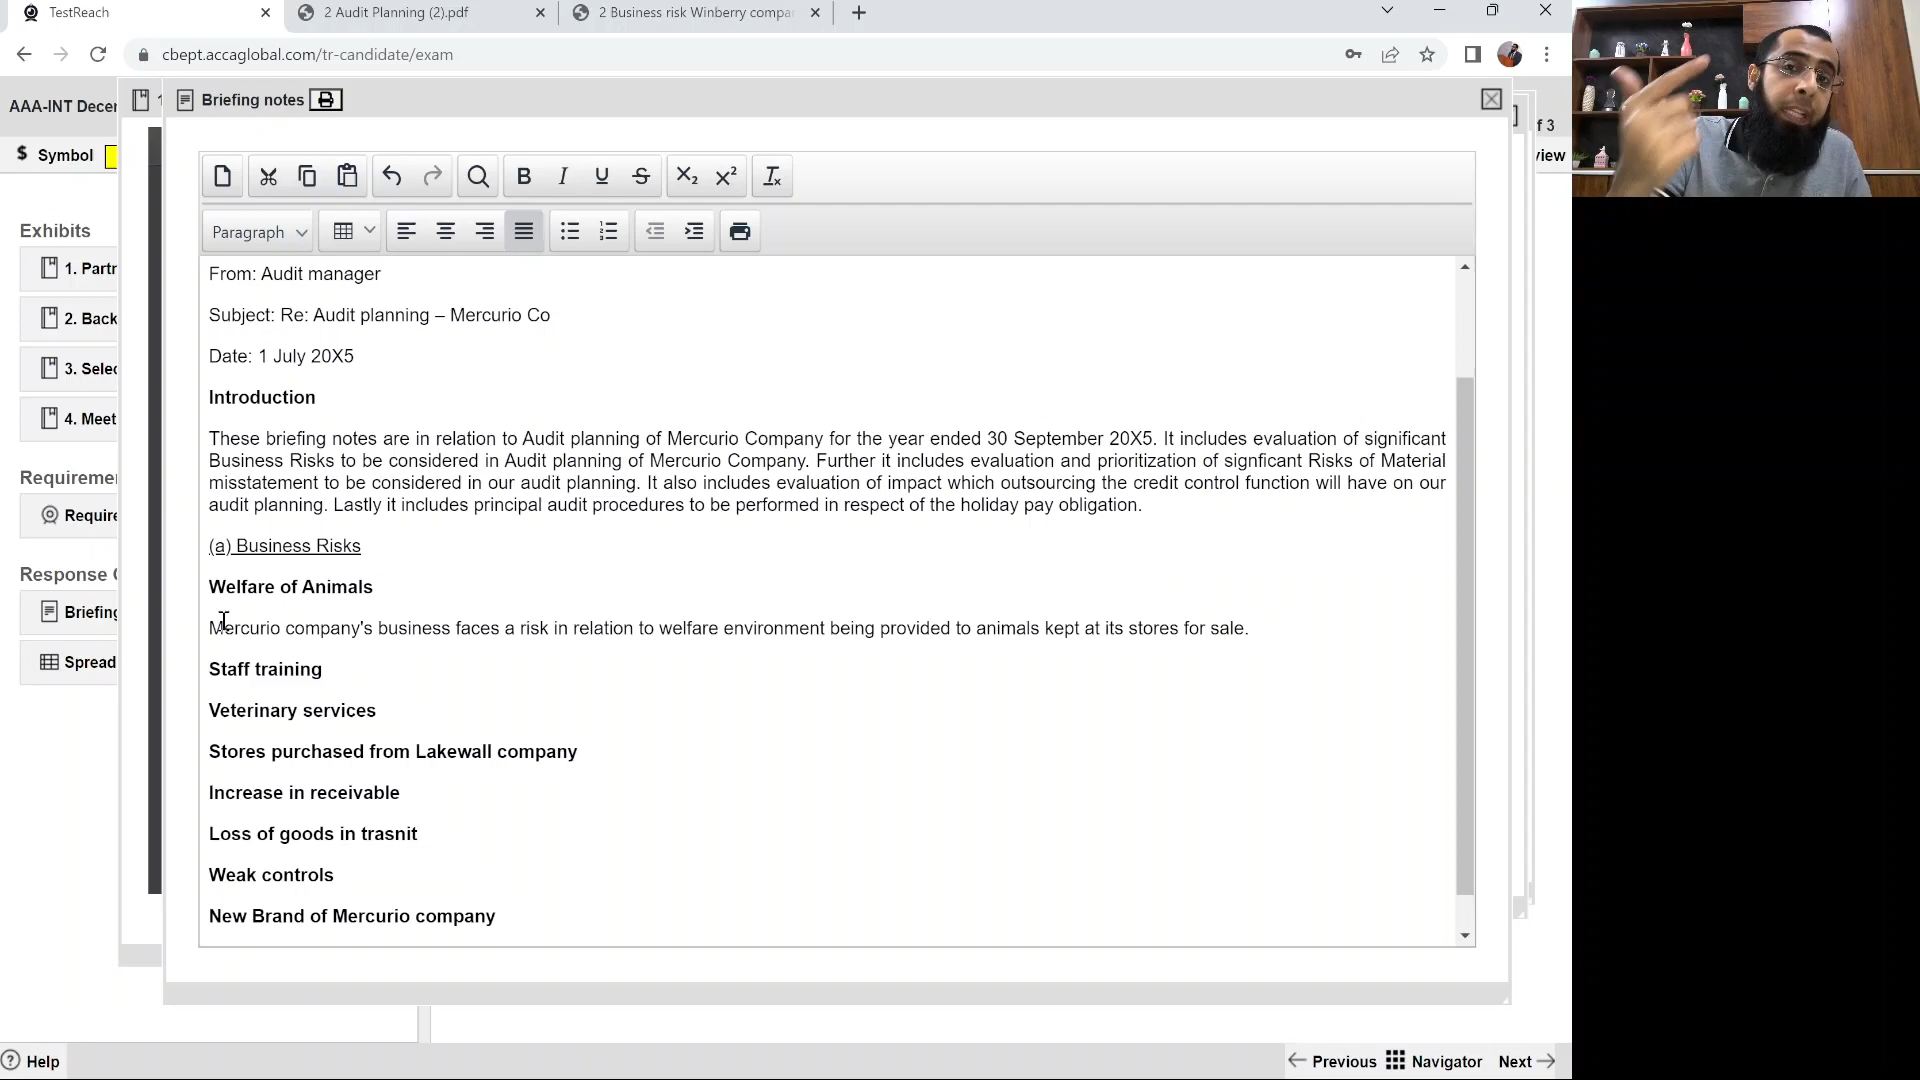 TestReach
2 Audit Planning (2).pdf
2 Business risk Winberry compa
cbept.accaglobal.com/tr-candidate/exam
AAA-INT Decer
Briefing notes
f 3
$ Symbol
view
Paragraph
Exhibits
1. Partr
2. Back
3. Selec
4. Meet
Requireme
Require
Response
Briefing
Spread
From: Audit manager
Subject: Re: Audit planning – Mercurio Co
Date: 1 July 20X5
Introduction
These briefing notes are in relation to Audit planning of Mercurio Company for the year ended 30 September 20X5. It includes evaluation of significant
Business Risks to be considered in Audit planning of Mercurio Company. Further it includes evaluation and prioritization of signficant Risks of Material
misstatement to be considered in our audit planning. It also includes evaluation of impact which outsourcing the credit control function will have on our
audit planning. Lastly it includes principal audit procedures to be performed in respect of the holiday pay obligation.
(a) Business Risks
Welfare of Animals
Mercurio company's business faces a risk in relation to welfare environment being provided to animals kept at its stores for sale.
Staff training
Veterinary services
Stores purchased from Lakewall company
Increase in receivable
Loss of goods in trasnit
Weak controls
New Brand of Mercurio company
Help
Previous
Navigator
Next